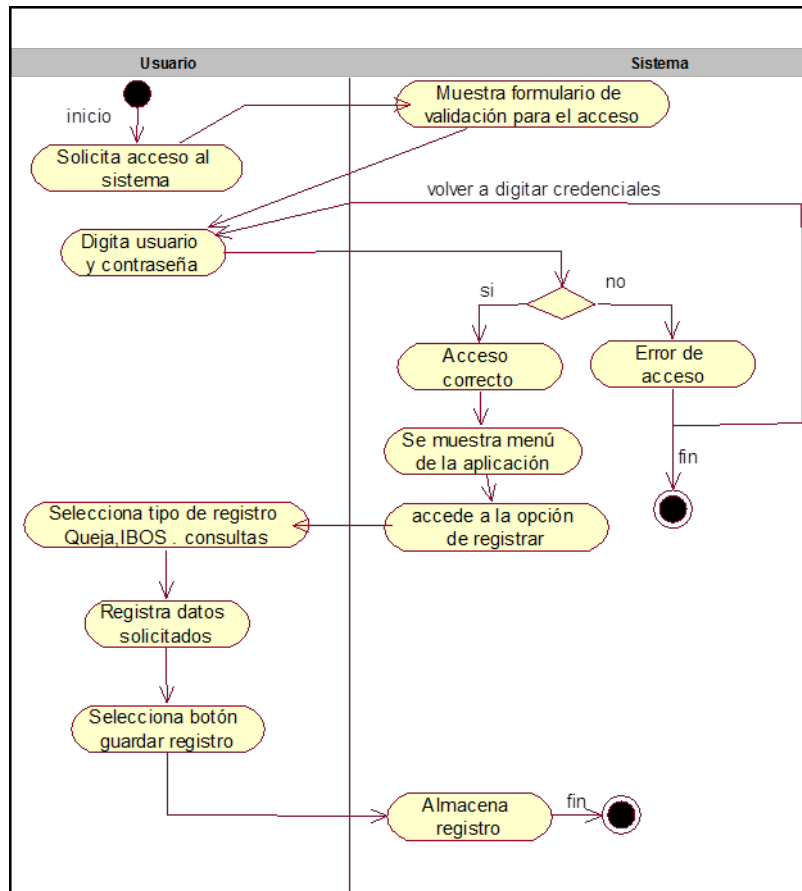 Usuario
Sistema
inicio
Muestra formulario de
validación para el acceso
Solicita acceso al
sistema
volver a digitar credenciales
Digita usuario
y contraseña
si
no
Acceso
correcto
Error de
acceso
Se muestra menú
de la aplicación
fin
Selecciona tipo de registro
Queja,IBOS . consultas
accede a la opción
de registrar
Registra datos
solicitados
Selecciona botón
guardar registro
Almacena
registro
fin